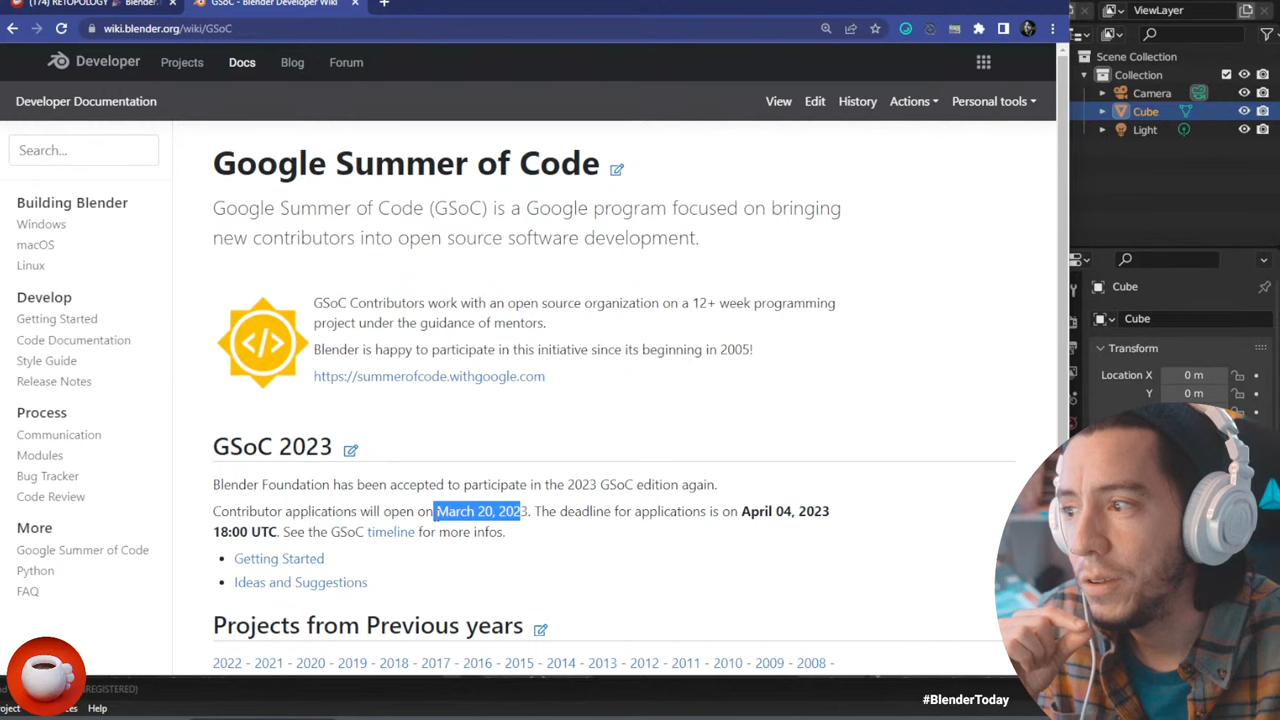 (174) RETOPOLOGY
Blender
GSoC - Blender Developer Wiki
wiki.blender.org/wiki/GSoC
Developer
Projects
Docs
Blog
Forum
Developer Documentation
View
Edit
History
Actions
Personal tools
Search...
Building Blender
Windows
macOS
Linux
Develop
Getting Started
Code Documentation
Style Guide
Release Notes
Process
Communication
Modules
Bug Tracker
Code Review
More
Google Summer of Code
Python
FAQ
Google Summer of Code
Google Summer of Code (GSoC) is a Google program focused on bringing
new contributors into open source software development.
GSoC Contributors work with an open source organization on a 12+ week programming
project under the guidance of mentors.
Blender is happy to participate in this initiative since its beginning in 2005!
https://summerofcode.withgoogle.com
GSoC 2023
Blender Foundation has been accepted to participate in the 2023 GSoC edition again.
Contributor applications will open on March 20, 2023. The deadline for applications is on April 04, 2023
18:00 UTC. See the GSoC timeline for more infos.
• Getting Started
• Ideas and Suggestions
Projects from Previous years
2022 - 2021 - 2020 - 2019 - 2018 - 2017 - 2016 - 2015 - 2014 - 2013 - 2012 - 2011 - 2010 - 2009 - 2008 -
ViewLayer
Scene Collection
Collection
Camera
Cube
Light
Cube
Cube
Transform
Location X
0 m
0 m
Help
#BlenderToday